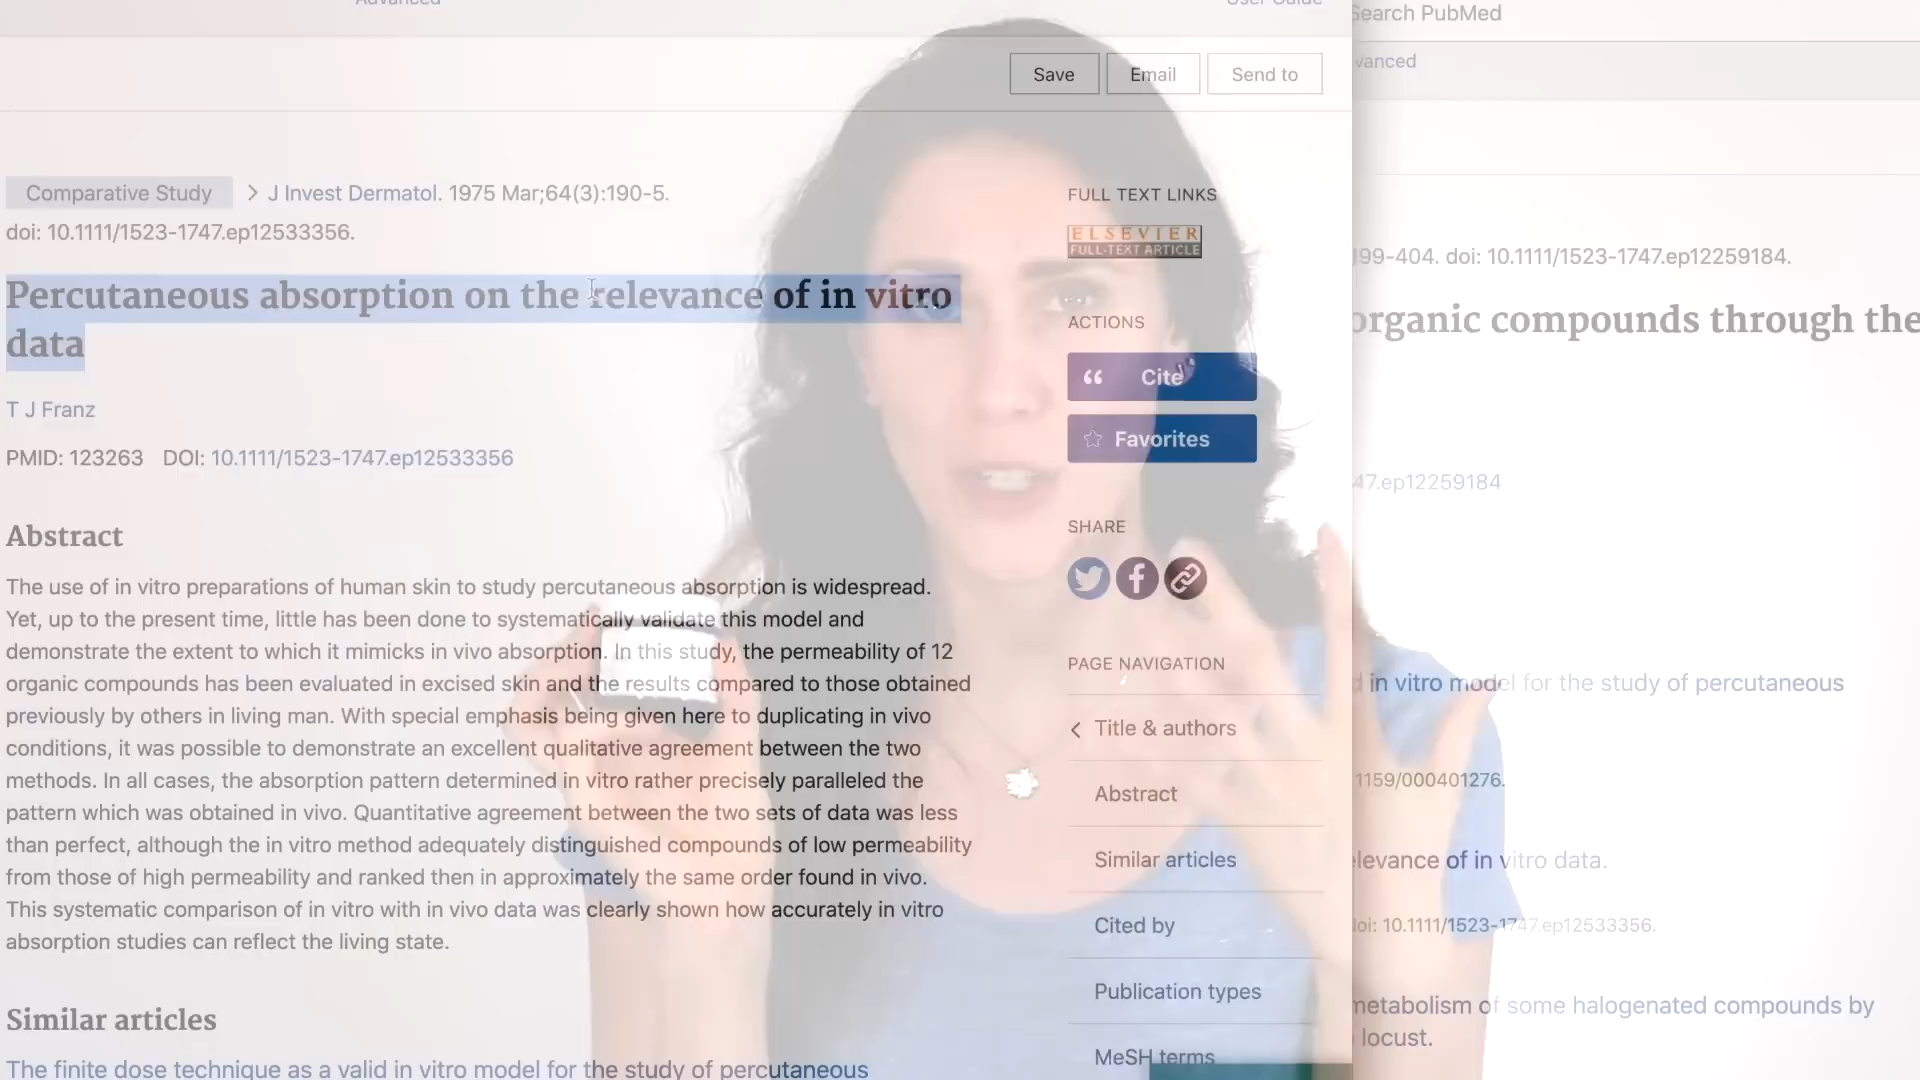 Advanced
User Guide
Search PubMed
vanced
Save
Email
Send to
Comparative Study
J Invest Dermatol. 1975 Mar;64(3):190-5.
doi: 10.1111/1523-1747.ep12533356.
Percutaneous absorption on the relevance of in vitro
data
T J Franz
PMID: 123263 DOI: 10.1111/1523-1747.ep12533356
Abstract
The use of in vitro preparations of human skin to study percutaneous absorption is widespread.
Yet, up to the present time, little has been done to systematically validate this model and
demonstrate the extent to which it mimicks in vivo absorption. In this study, the permeability of 12
organic compounds has been evaluated in excised skin and the results compared to those obtained
previously by others in living man. With special emphasis being given here to duplicating in vivo
conditions, it was possible to demonstrate an excellent qualitative agreement between the two
methods. In all cases, the absorption pattern determined in vitro rather precisely paralleled the
pattern which was obtained in vivo. Quantitative agreement between the two sets of data was less
than perfect, although the in vitro method adequately distinguished compounds of low permeability
from those of high permeability and ranked then in approximately the same order found in vivo.
This systematic comparison of in vitro with in vivo data was clearly shown how accurately in vitro
absorption studies can reflect the living state.
Similar articles
The finite dose technique as a valid in vitro model for the study of percutaneous
FULL TEXT LINKS
ELSEVIER
FULL-TEXT ARTICLE
ACTIONS
Cite
Favorites
SHARE
PAGE NAVIGATION
Title & authors
Abstract
Similar articles
Cited by
Publication types
MeSH terms
199-404. doi: 10.1111/1523-1747.ep12259184.
organic compounds through the
47.ep12259184
d in vitro model for the study of percutaneous
1159/000401276.
elevance of in vitro data.
doi: 10.1111/1523-1747.ep12533356.
metabolism of some halogenated compounds by
locust.